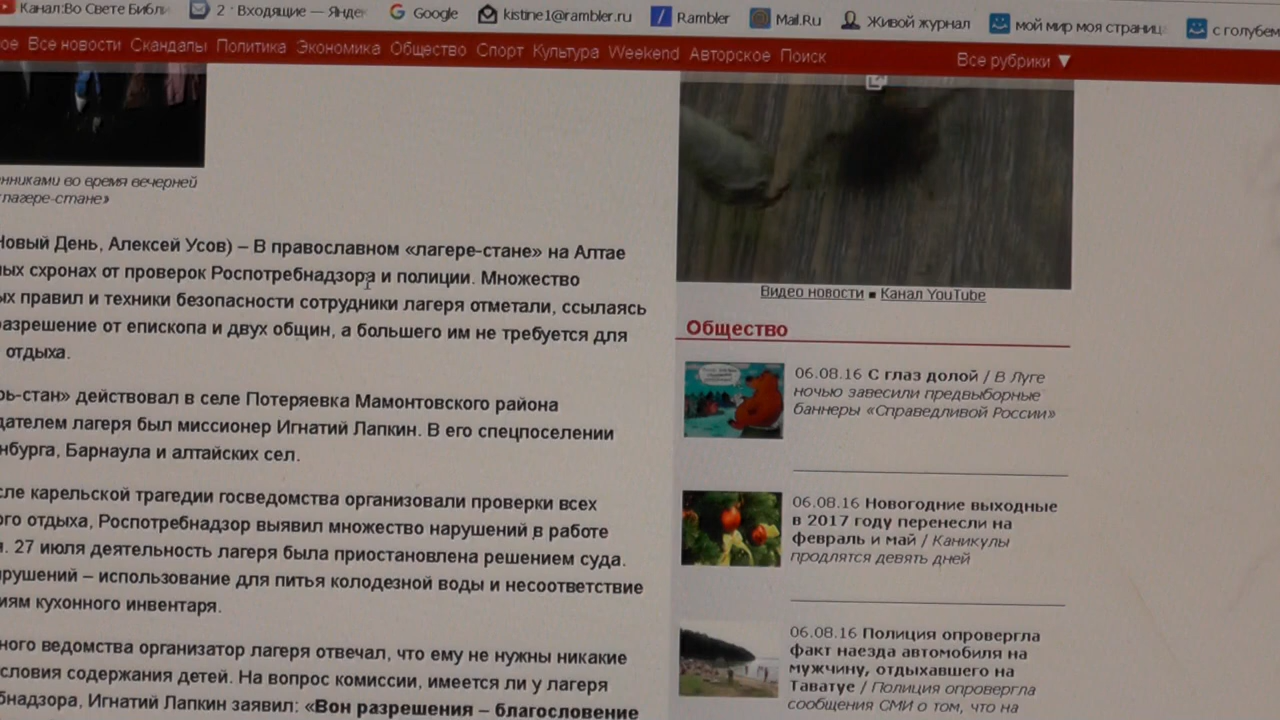 Канал:Во Свете Библ
2 · Входящие — Янде
Google
kistine1@rambler.ru
Rambler
Mail.Ru
Живой журнал
мой мир моя страниц
с голубем
ое Все новости Скандалы Политика Экономика Общество Спорт Культура Weekend Авторское Поиск
Все рубрики ▼
нниками во время вечерней
лагере-стане»
Новый День, Алексей Усов) – В православном «лагере-стане» на Алтае
ых схронах от проверок Роспотребнадзора и полиции. Множество
ых правил и техники безопасности сотрудники лагеря отметали, ссылаясь
азрешение от епископа и двух общин, а большего им не требуется для
отдыха.
рь-стан» действовал в селе Потеряевка Мамонтовского района
дателем лагеря был миссионер Игнатий Лапкин. В его спецпоселении
нбурга, Барнаула и алтайских сел.
сле карельской трагедии госведомства организовали проверки всех
ого отдыха, Роспотребнадзор выявил множество нарушений в работе
я. 27 июля деятельность лагеря была приостановлена решением суда.
арушений – использование для питья колодезной воды и несоответствие
иям кухонного инвентаря.
ного ведомства организатор лагеря отвечал, что ему не нужны никакие
словия содержания детей. На вопрос комиссии, имеется ли у лагеря
бнадзора, Игнатий Лапкин заявил: «Вон разрешения – благословение
Видео новости ■ Канал YouTube
Общество
06.08.16 С глаз долой / В Луге
ночью завесили предвыборные
баннеры «Справедливой России»
06.08.16 Новогодние выходные
в 2017 году перенесли на
февраль и май / Каникулы
продлятся девять дней
06.08.16 Полиция опровергла
факт наезда автомобиля на
мужчину, отдыхавшего на
Таватуе / Полиция опровергла
сообщения СМИ о том, что на